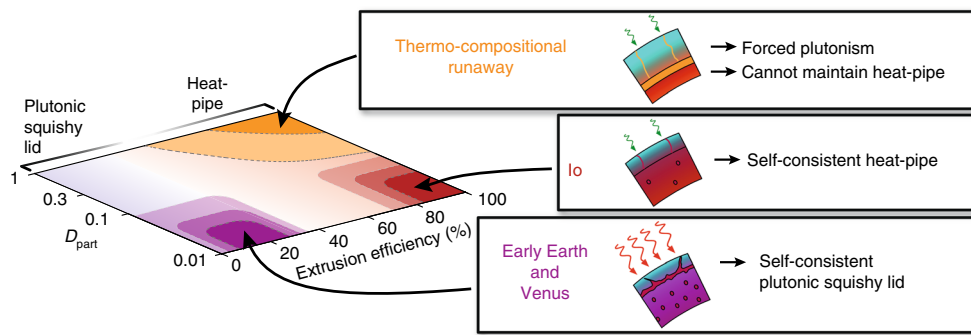 Thermo-compositional
runaway
Forced plutonism
Cannot maintain heat-pipe
Heat-
pipe
Plutonic
squishy
lid
1
0.3
0.1
0.01
D part
0
20
40
60
80
100
Extrusion efficiency (%)
Io
Self-consistent heat-pipe
Early Earth
and
Venus
Self-consistent
plutonic squishy lid